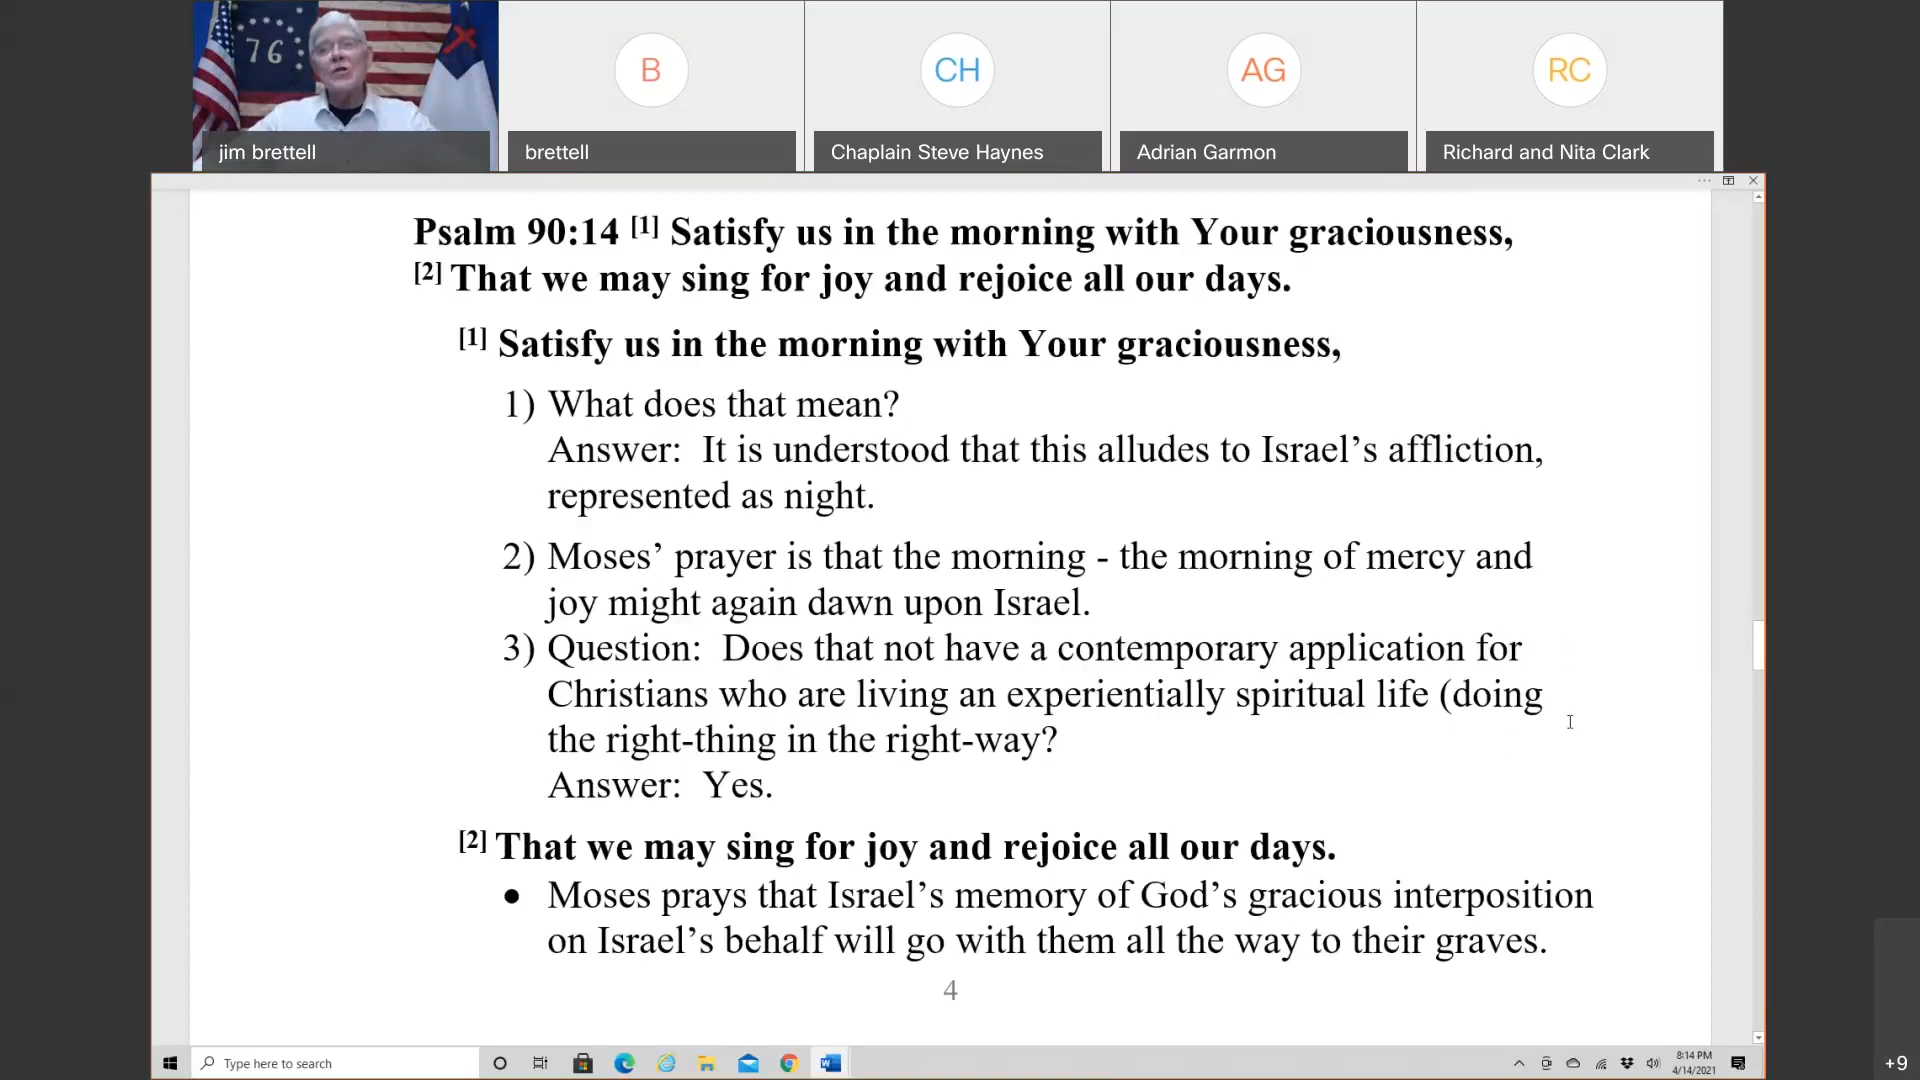 76
B
CH
AG
RC
jim brettell
brettell
Chaplain Steve Haynes
Adrian Garmon
Richard and Nita Clark
Psalm 90:14 [1] Satisfy us in the morning with Your graciousness,
[2] That we may sing for joy and rejoice all our days.
[1] Satisfy us in the morning with Your graciousness,
1) What does that mean?
Answer: It is understood that this alludes to Israel’s affliction,
represented as night.
2) Moses’ prayer is that the morning - the morning of mercy and
joy might again dawn upon Israel.
3) Question: Does that not have a contemporary application for
Christians who are living an experientially spiritual life (doing
the right-thing in the right-way?
Answer: Yes.
[2] That we may sing for joy and rejoice all our days.
• Moses prays that Israel’s memory of God’s gracious interposition
on Israel’s behalf will go with them all the way to their graves.
4
Type here to search
8:14 PM
4/14/2021
+9